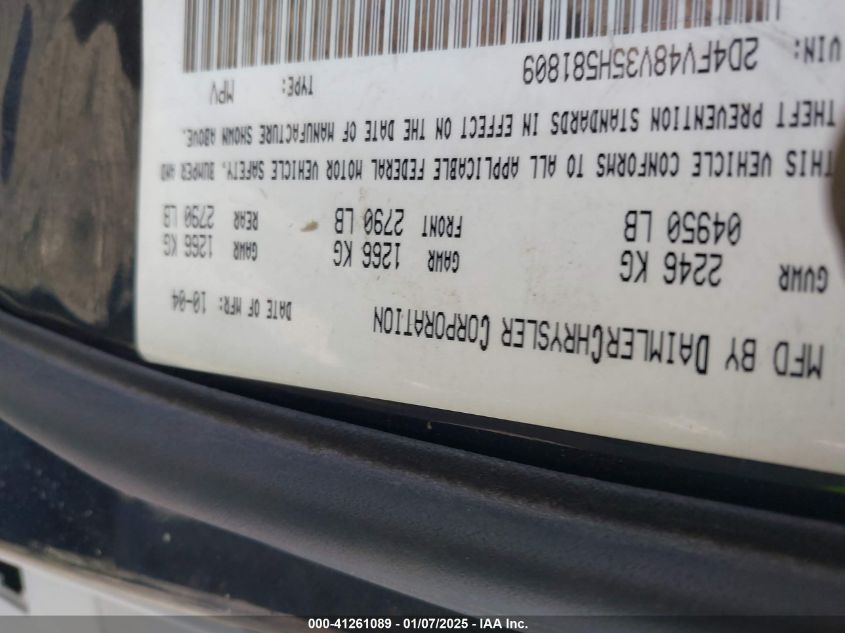 MFD BY DAIMLERCHRYSLER CORPORATION
DATE OF MFR: 10-04
GVWR
2246 KG
04950 LB
GAWR
FRONT
1266 KG
2790 LB
GAWR
REAR
1266 KG
2790 LB
THIS VEHICLE CONFORMS TO ALL APPLICABLE FEDERAL MOTOR VEHICLE SAFETY, BUMPER AND
THEFT PREVENTION STANDARDS IN EFFECT ON THE DATE OF MANUFACTURE SHOWN ABOVE.
VIN: 2D4FV48V35H581809
TYPE: MPV
000-41261089 - 01/07/2025 - IAA Inc.